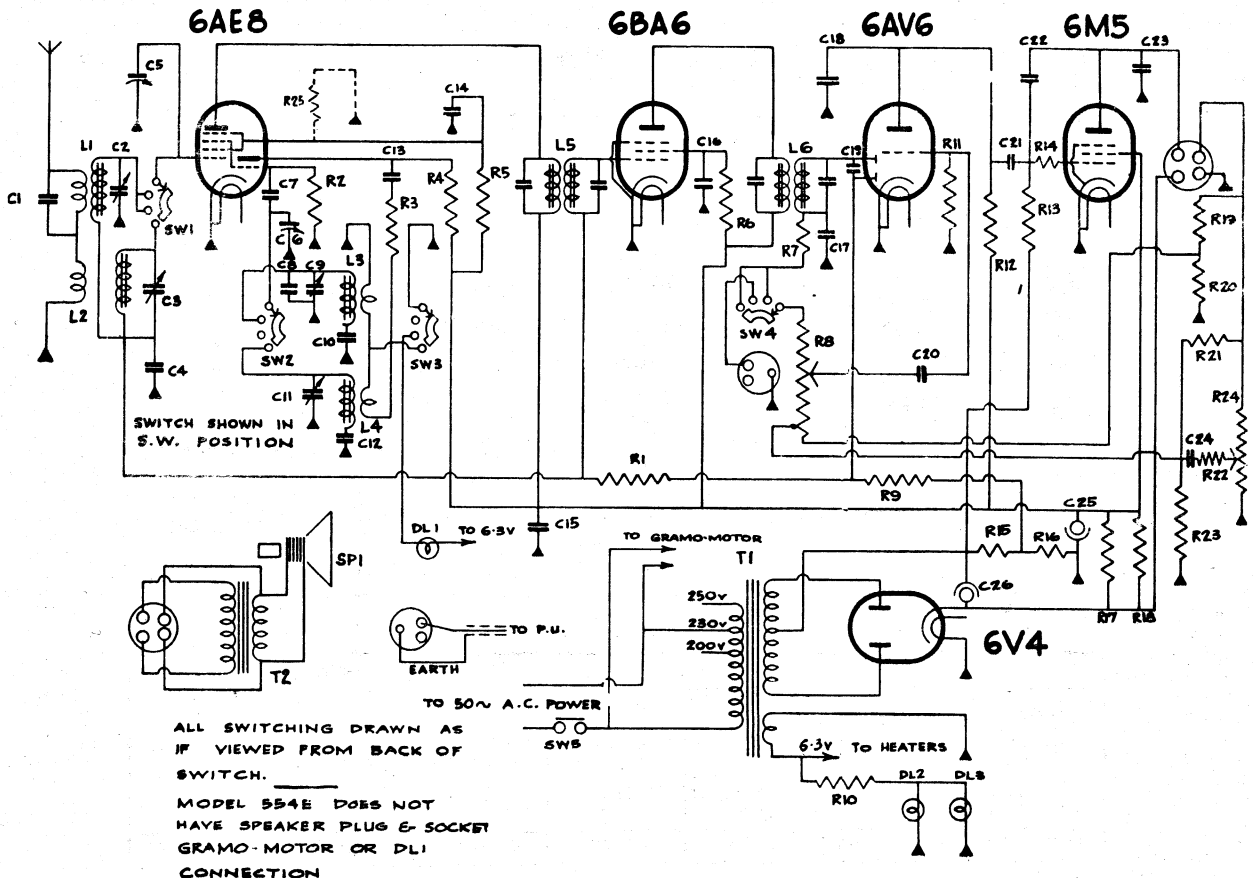 6AE8
6BA6
6AV6
6M5
C18
C22
C23
C5
R25
C14
L1
C2
C13
L5
C16
L6
C19
R11
C21
R14
C1
SW1
C7
R2
R3
R4
R5
R6
R7
C17
R12
R13
R19
R20
L2
C3
C6
C8
C9
L3
C4
SW2
C10
SW3
SW4
R8
C20
R21
C11
L4
C12
R24
SWITCH SHOWN IN
S.W. POSITION
C24
R22
R1
R9
C25
R23
C15
DL1
TO 6.3V
TO GRAMO-MOTOR
T1
R15
R16
C26
R17
R18
SP1
250V
230V
200V
6V4
TO P.U.
EARTH
T2
TO 50~ A.C. POWER
SW5
ALL SWITCHING DRAWN AS
IF VIEWED FROM BACK OF
SWITCH.
6.3V
TO HEATERS
DL2
DL3
R10
MODEL 554E DOES NOT
HAVE SPEAKER PLUG & SOCKET
GRAMO-MOTOR OR DL1
CONNECTION